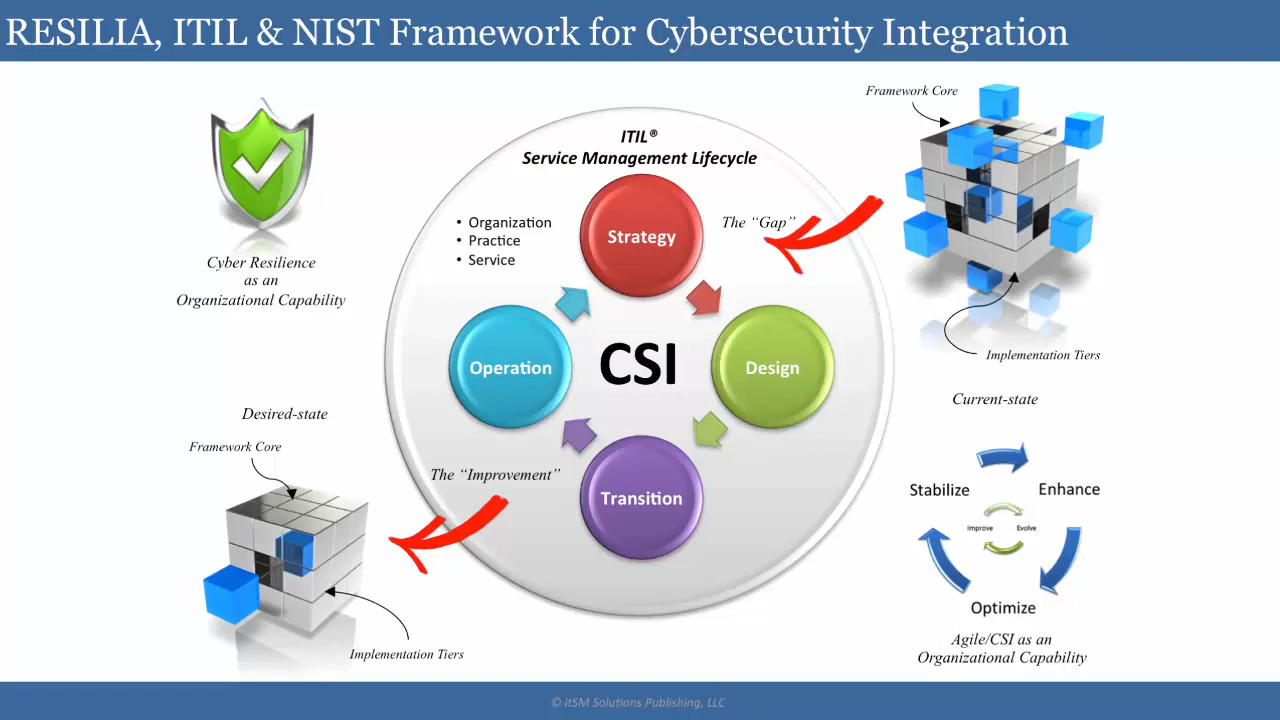 RESILIA, ITIL & NIST Framework for Cybersecurity Integration
Framework Core
ITIL®
Service Management Lifecycle
• Organization
• Practice
• Service
Strategy
The “Gap”
Cyber Resilience
as an
Organizational Capability
Operation
CSI
Design
Implementation Tiers
Current-state
Desired-state
Framework Core
The “Improvement”
Transition
Stabilize
Enhance
Improve
Evolve
Optimize
Agile/CSI as an
Organizational Capability
Implementation Tiers
© itSM Solutions Publishing, LLC